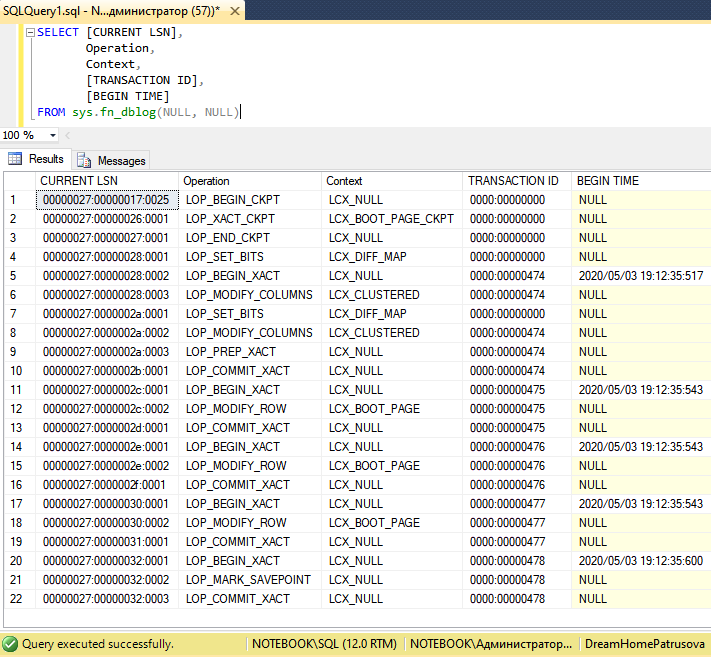 SQLQuery1.sql - N...дминистратор (57))* ×
SELECT [CURRENT LSN],
Operation,
Context,
[TRANSACTION ID],
[BEGIN TIME]
FROM sys.fn_dblog(NULL, NULL)
100 %
Results Messages
CURRENT LSN Operation Context TRANSACTION ID BEGIN TIME
1 00000027:00000017:0025 LOP_BEGIN_CKPT LCX_NULL 0000:00000000 NULL
2 00000027:00000026:0001 LOP_XACT_CKPT LCX_BOOT_PAGE_CKPT 0000:00000000 NULL
3 00000027:00000027:0001 LOP_END_CKPT LCX_NULL 0000:00000000 NULL
4 00000027:00000028:0001 LOP_SET_BITS LCX_DIFF_MAP 0000:00000000 NULL
5 00000027:00000028:0002 LOP_BEGIN_XACT LCX_NULL 0000:00000474 2020/05/03 19:12:35:517
6 00000027:00000028:0003 LOP_MODIFY_COLUMNS LCX_CLUSTERED 0000:00000474 NULL
7 00000027:0000002a:0001 LOP_SET_BITS LCX_DIFF_MAP 0000:00000000 NULL
8 00000027:0000002a:0002 LOP_MODIFY_COLUMNS LCX_CLUSTERED 0000:00000474 NULL
9 00000027:0000002a:0003 LOP_PREP_XACT LCX_NULL 0000:00000474 NULL
10 00000027:0000002b:0001 LOP_COMMIT_XACT LCX_NULL 0000:00000474 NULL
11 00000027:0000002c:0001 LOP_BEGIN_XACT LCX_NULL 0000:00000475 2020/05/03 19:12:35:543
12 00000027:0000002c:0002 LOP_MODIFY_ROW LCX_BOOT_PAGE 0000:00000475 NULL
13 00000027:0000002d:0001 LOP_COMMIT_XACT LCX_NULL 0000:00000475 NULL
14 00000027:0000002e:0001 LOP_BEGIN_XACT LCX_NULL 0000:00000476 2020/05/03 19:12:35:543
15 00000027:0000002e:0002 LOP_MODIFY_ROW LCX_BOOT_PAGE 0000:00000476 NULL
16 00000027:0000002f:0001 LOP_COMMIT_XACT LCX_NULL 0000:00000476 NULL
17 00000027:00000030:0001 LOP_BEGIN_XACT LCX_NULL 0000:00000477 2020/05/03 19:12:35:543
18 00000027:00000030:0002 LOP_MODIFY_ROW LCX_BOOT_PAGE 0000:00000477 NULL
19 00000027:00000031:0001 LOP_COMMIT_XACT LCX_NULL 0000:00000477 NULL
20 00000027:00000032:0001 LOP_BEGIN_XACT LCX_NULL 0000:00000478 2020/05/03 19:12:35:600
21 00000027:00000032:0002 LOP_MARK_SAVEPOINT LCX_NULL 0000:00000478 NULL
22 00000027:00000032:0003 LOP_COMMIT_XACT LCX_NULL 0000:00000478 NULL
Query executed successfully. NOTEBOOK\SQL (12.0 RTM) NOTEBOOK\Администратор... DreamHomePatrusova